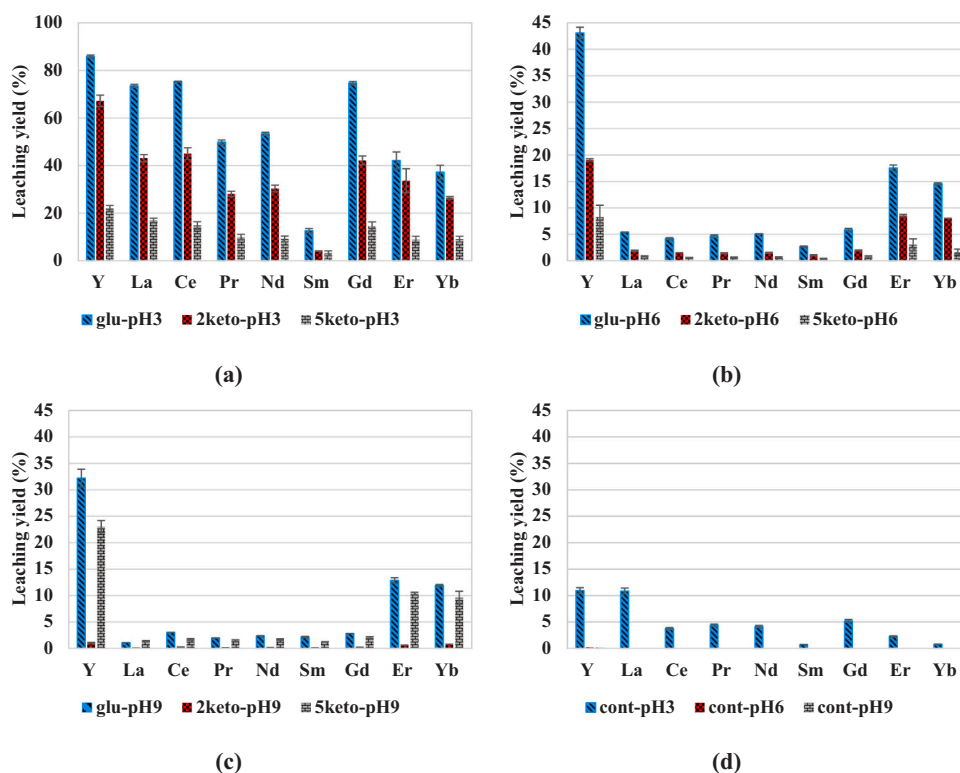 Leaching yield (%)
100
80
60
40
20
0
Y La Ce Pr Nd Sm Gd Er Yb
glu-pH3 2keto-pH3 5keto-pH3
(a)
Leaching yield (%)
45
40
35
30
25
20
15
10
5
0
Y La Ce Pr Nd Sm Gd Er Yb
glu-pH6 2keto-pH6 5keto-pH6
(b)
Leaching yield (%)
45
40
35
30
25
20
15
10
5
0
Y La Ce Pr Nd Sm Gd Er Yb
glu-pH9 2keto-pH9 5keto-pH9
(c)
Leaching yield (%)
45
40
35
30
25
20
15
10
5
0
Y La Ce Pr Nd Sm Gd Er Yb
cont-pH3 cont-pH6 cont-pH9
(d)